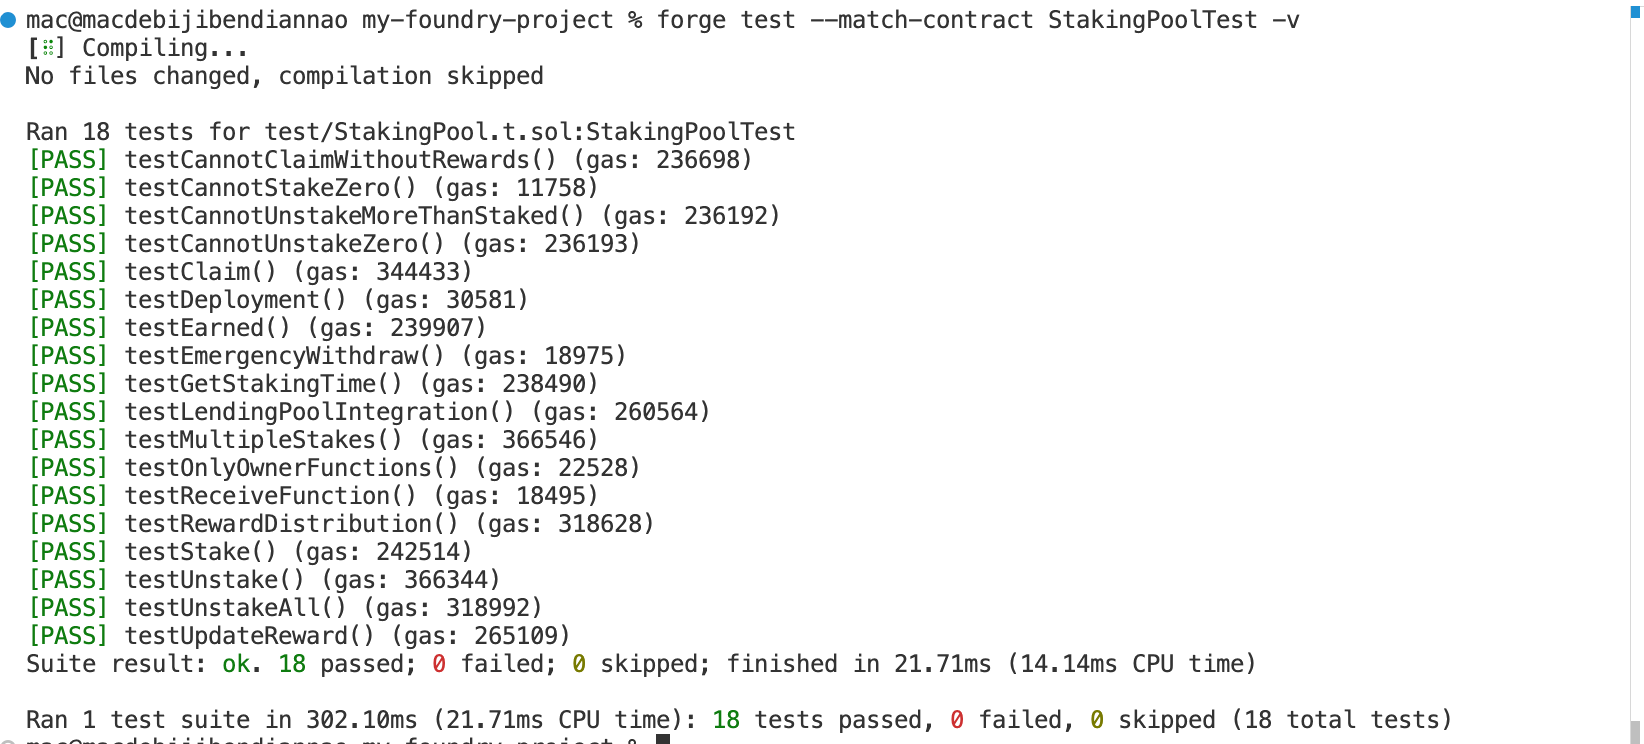 mac@macdebijibendiannao my-foundry-project % forge test --match-contract StakingPoolTest -v
[⠿] Compiling...
No files changed, compilation skipped
Ran 18 tests for test/StakingPool.t.sol:StakingPoolTest
[PASS] testCannotClaimWithoutRewards() (gas: 236698)
[PASS] testCannotStakeZero() (gas: 11758)
[PASS] testCannotUnstakeMoreThanStaked() (gas: 236192)
[PASS] testCannotUnstakeZero() (gas: 236193)
[PASS] testClaim() (gas: 344433)
[PASS] testDeployment() (gas: 30581)
[PASS] testEarned() (gas: 239907)
[PASS] testEmergencyWithdraw() (gas: 18975)
[PASS] testGetStakingTime() (gas: 238490)
[PASS] testLendingPoolIntegration() (gas: 260564)
[PASS] testMultipleStakes() (gas: 366546)
[PASS] testOnlyOwnerFunctions() (gas: 22528)
[PASS] testReceiveFunction() (gas: 18495)
[PASS] testRewardDistribution() (gas: 318628)
[PASS] testStake() (gas: 242514)
[PASS] testUnstake() (gas: 366344)
[PASS] testUnstakeAll() (gas: 318992)
[PASS] testUpdateReward() (gas: 265109)
Suite result: ok. 18 passed; 0 failed; 0 skipped; finished in 21.71ms (14.14ms CPU time)
Ran 1 test suite in 302.10ms (21.71ms CPU time): 18 tests passed, 0 failed, 0 skipped (18 total tests)
mac@macdebijibendiannao my-foundry-project %